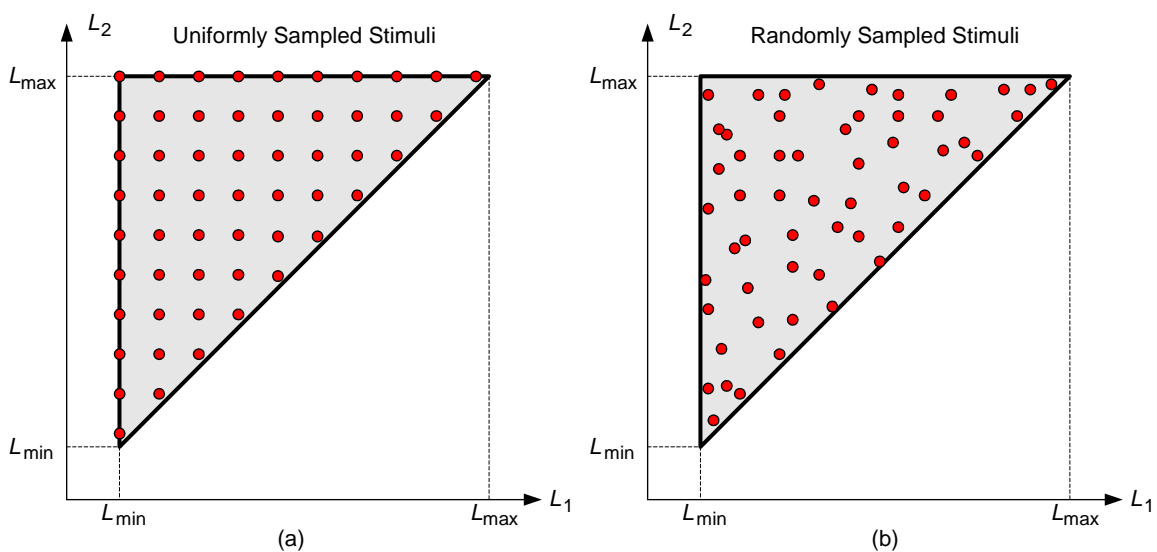 L2
Uniformly Sampled Stimuli
Lmax
Lmin
Lmin
Lmax
L1
(a)
L2
Randomly Sampled Stimuli
Lmax
Lmin
Lmin
Lmax
L1
(b)